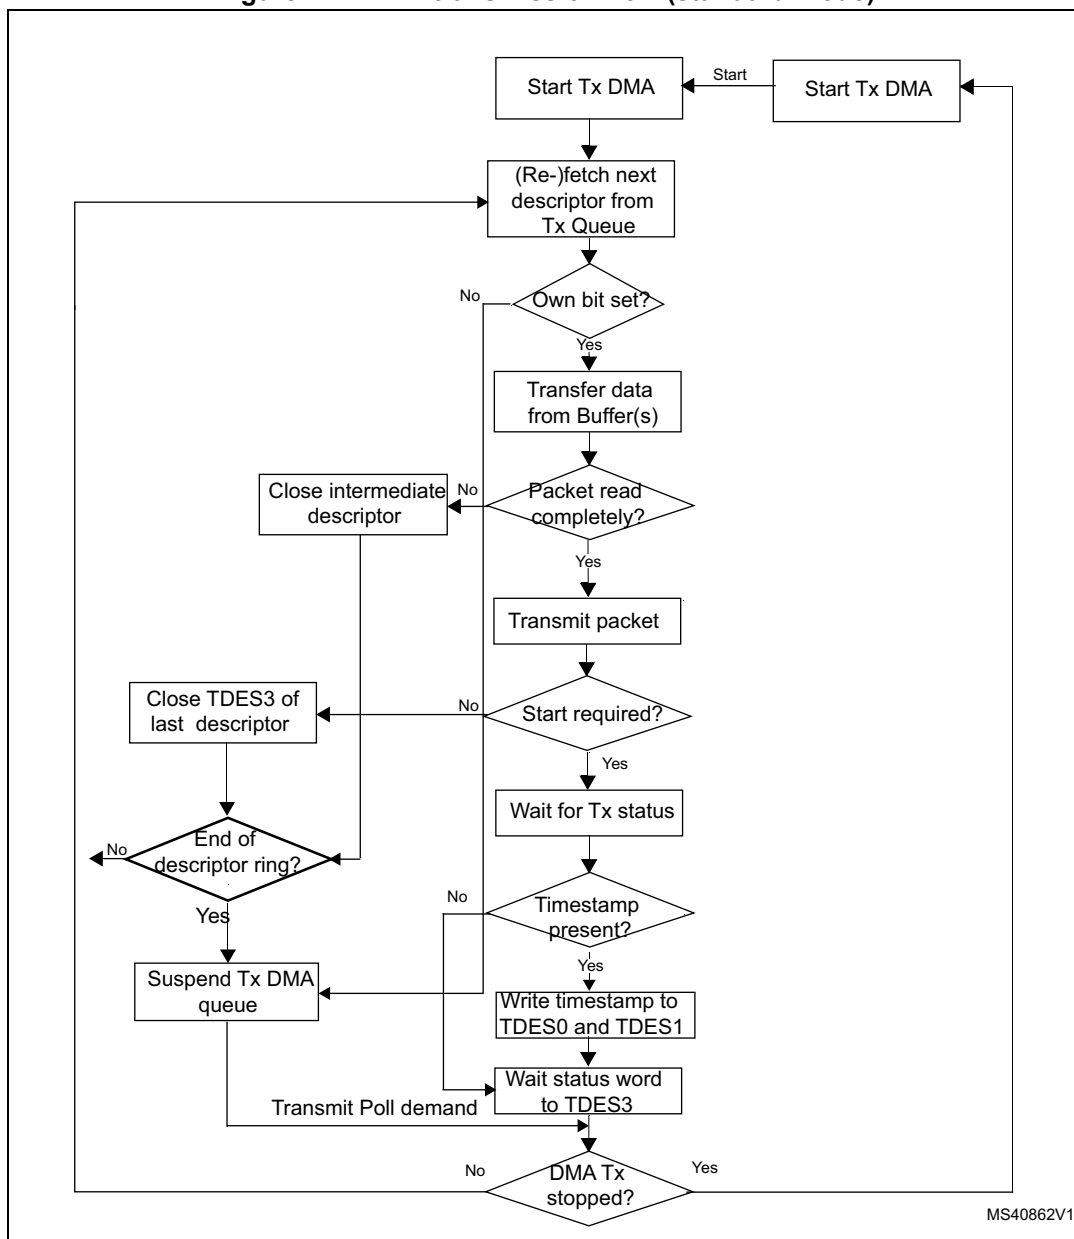 (standard mode)
Start Tx DMA
Start
Start Tx DMA
(Re-)fetch next
descriptor from
Tx Queue
No
Own bit set?
Yes
Transfer data
from Buffer(s)
Close intermediate
descriptor
No
Packet read
completely?
Yes
Transmit packet
Close TDES3 of
last descriptor
No
Start required?
Yes
Wait for Tx status
No
End of
descriptor ring?
Yes
No
Timestamp
present?
Yes
Suspend Tx DMA
queue
Write timestamp to
TDES0 and TDES1
Wait status word
to TDES3
Transmit Poll demand
No
DMA Tx
stopped?
Yes
MS40862V1